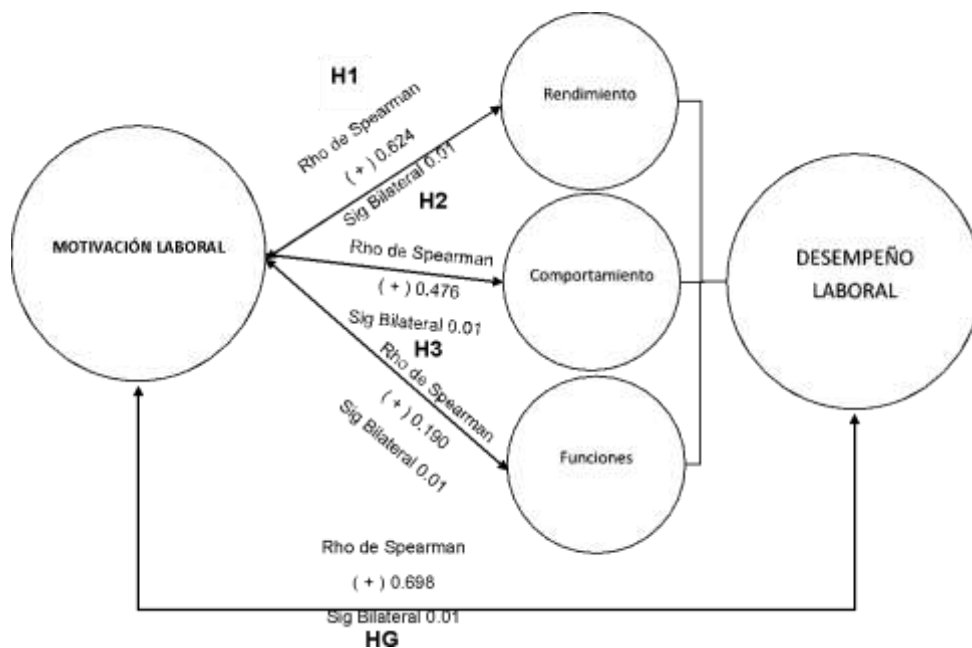 H1
Rho de Spearman
( + ) 0.624
Sig Bilateral 0.01
Rendimiento
MOTIVACIÓN LABORAL
H2
Rho de Spearman
( + ) 0.476
Sig Bilateral 0.01
Comportamiento
DESEMPEÑO
LABORAL
H3
Rho de Spearman
( + ) 0.190
Sig Bilateral 0.01
Funciones
Rho de Spearman
( + ) 0.698
Sig Bilateral 0.01
HG